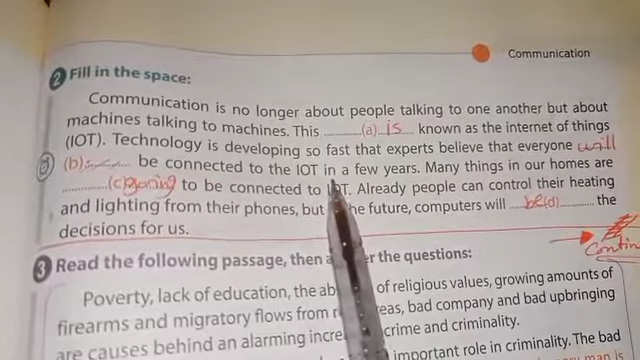 Communication
2 Fill in the space:
Communication is no longer about people talking to one another but about
machines talking to machines. This ............(a) is .... known as the internet of things
(IOT). Technology is developing so fast that experts believe that everyone will
(b)............ be connected to the IOT in a few years. Many things in our homes are
............(c) going to be connected to IOT. Already people can control their heating
and lighting from their phones, but the future, computers will .... be (d) .......... the
decisions for us.
Contin
3 Read the following passage, then the questions:
Poverty, lack of education, the of religious values, growing amounts of
firearms and migratory flows from bad company and bad upbringing
are causes behind an alarming crime and criminality.
important role in criminality. The bad
man is